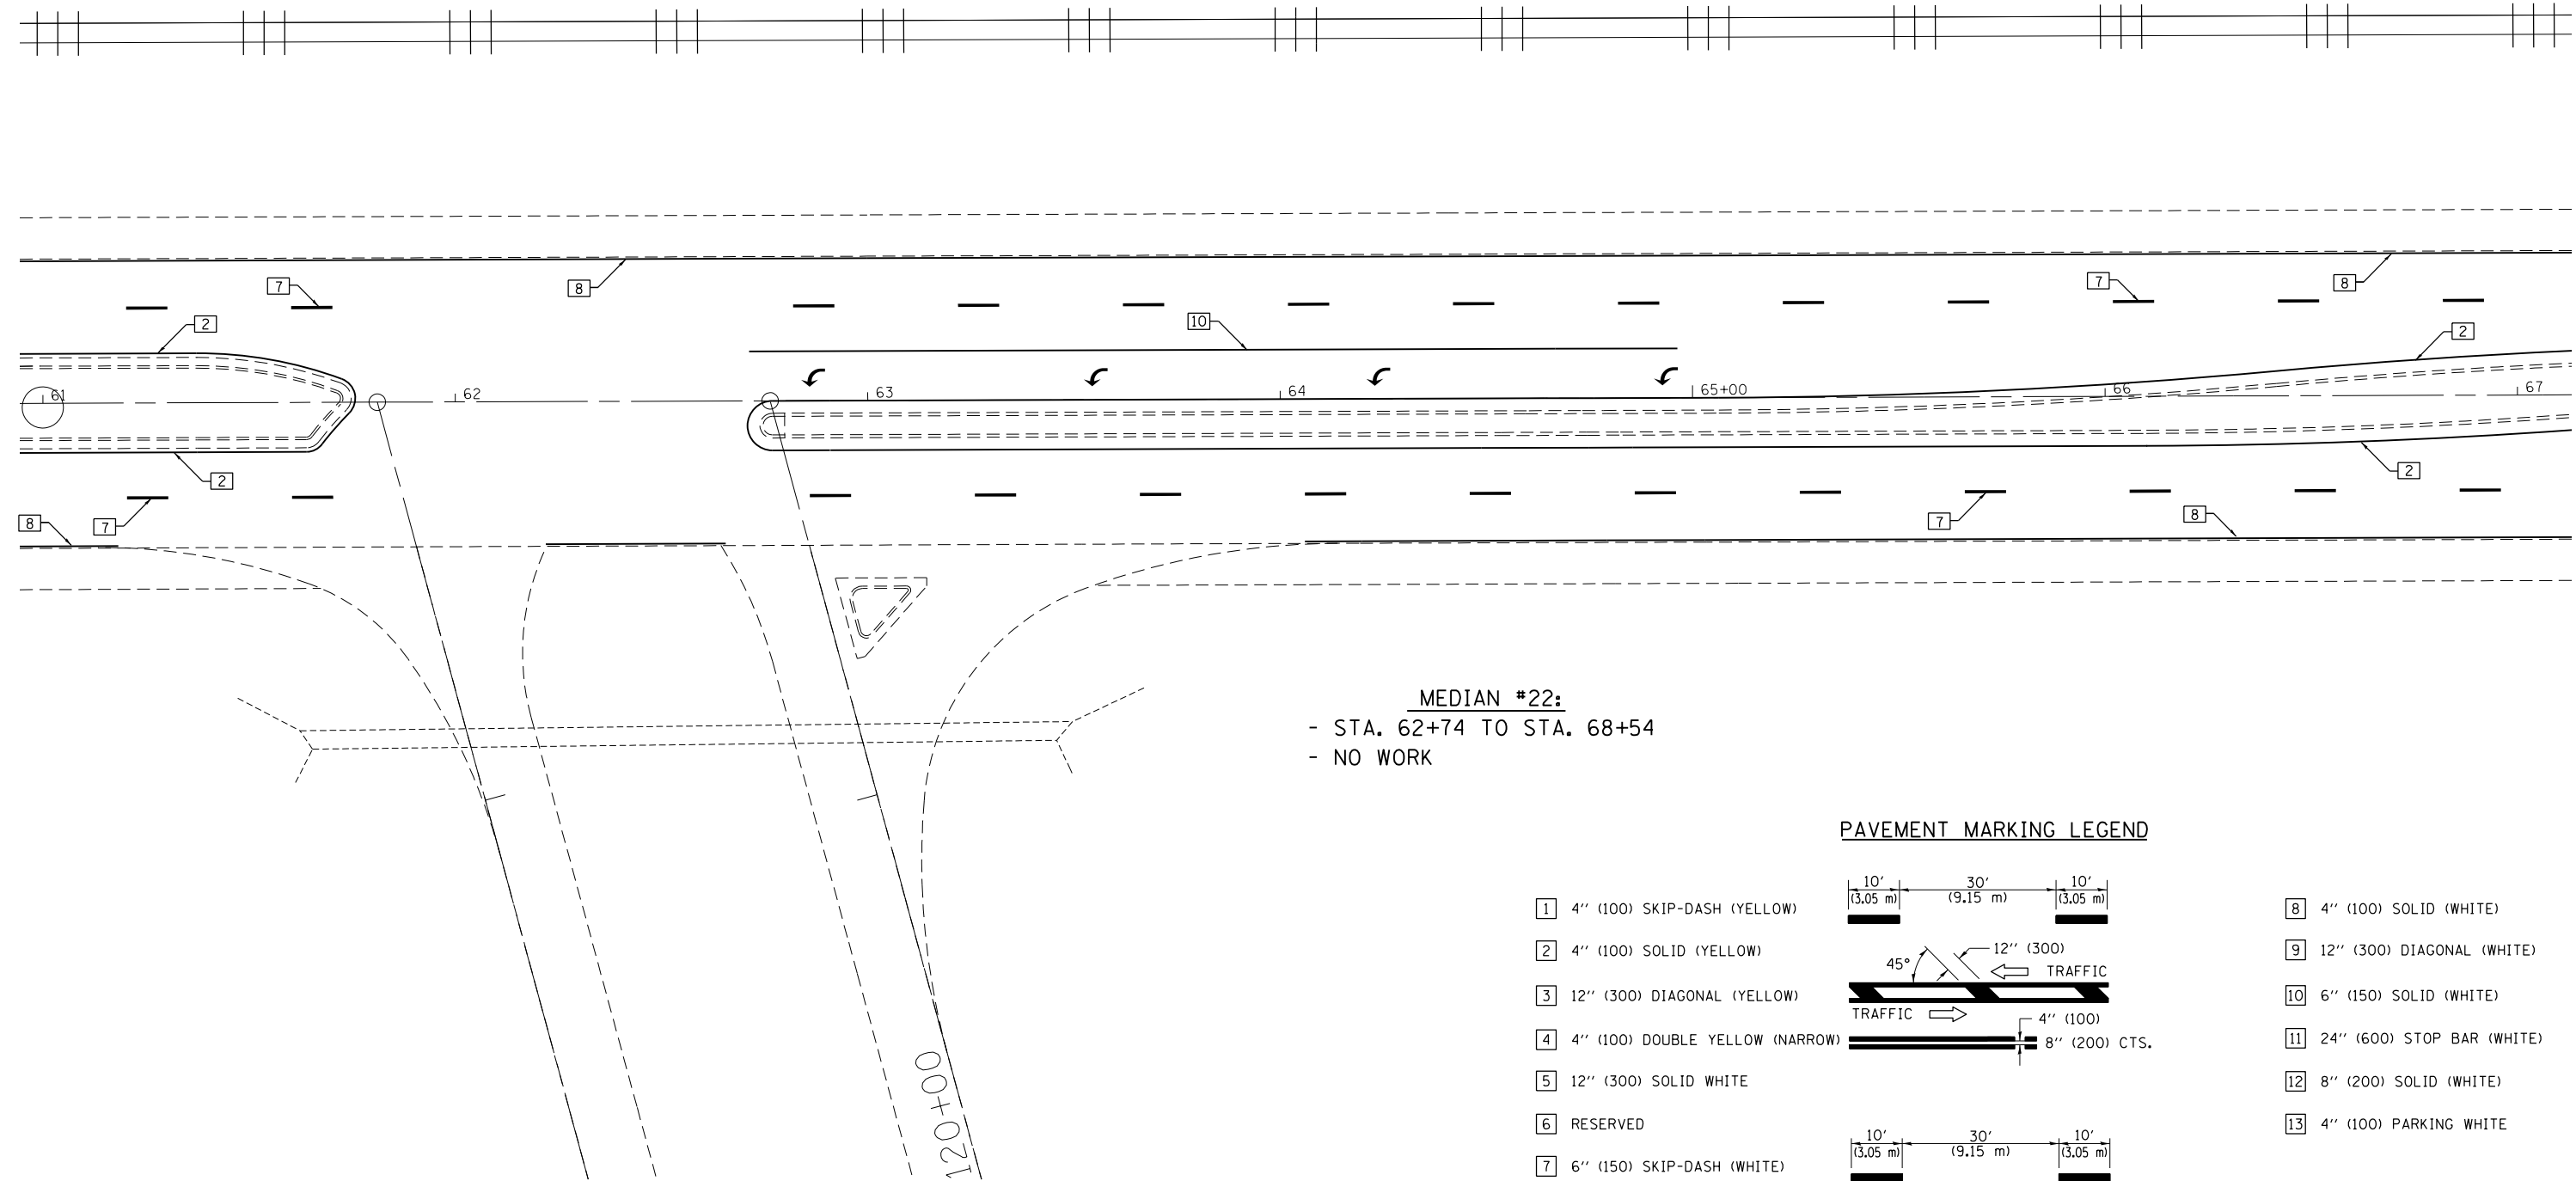 7
8
7
8
2
10
2
61
62
63
64
65+00
66
67
2
2
8
7
7
8
MEDIAN #22:
- STA. 62+74 TO STA. 68+54
- NO WORK
120+00
PAVEMENT MARKING LEGEND
10' 30' 10'
(3.05 m) (9.15 m) (3.05 m)
1 4'' (100) SKIP-DASH (YELLOW)
2 4'' (100) SOLID (YELLOW)
12'' (300)
45°
TRAFFIC
3 12'' (300) DIAGONAL (YELLOW)
TRAFFIC
4'' (100)
4 4'' (100) DOUBLE YELLOW (NARROW)
8'' (200) CTS.
5 12'' (300) SOLID WHITE
6 RESERVED
10' 30' 10'
(3.05 m) (9.15 m) (3.05 m)
7 6'' (150) SKIP-DASH (WHITE)
8 4'' (100) SOLID (WHITE)
9 12'' (300) DIAGONAL (WHITE)
10 6'' (150) SOLID (WHITE)
11 24'' (600) STOP BAR (WHITE)
12 8'' (200) SOLID (WHITE)
13 4'' (100) PARKING WHITE